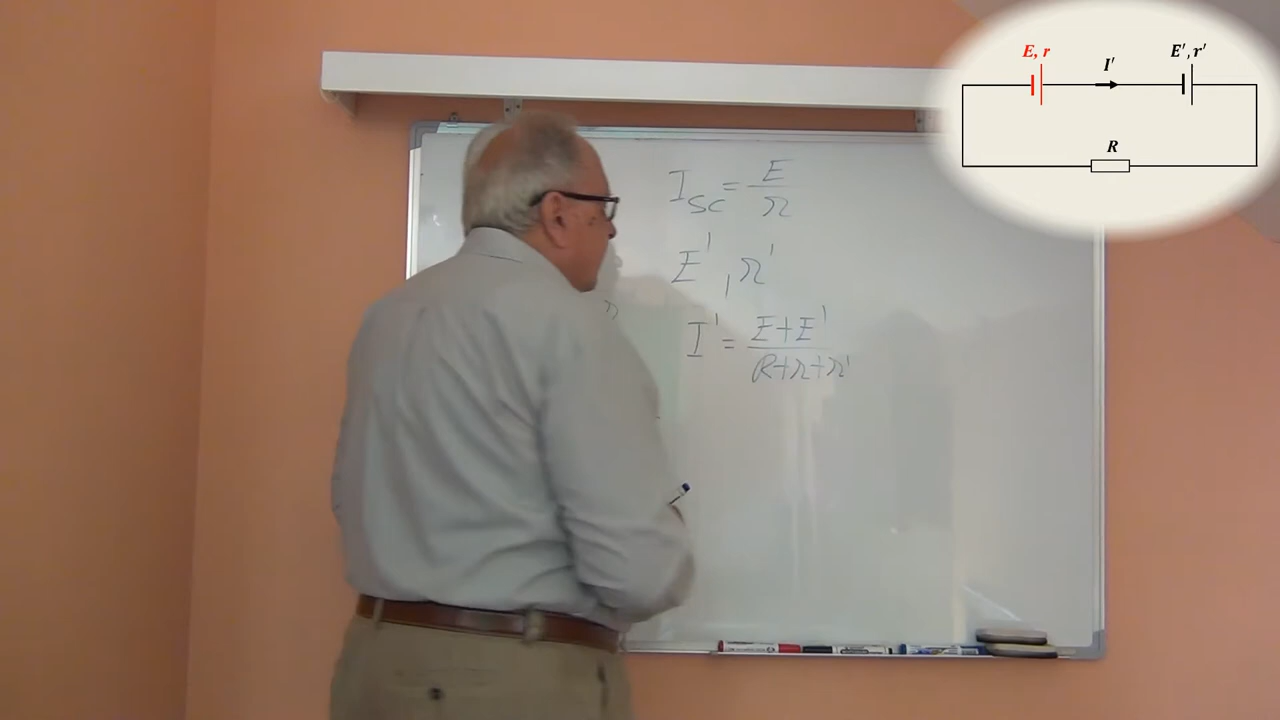 E, r
E', r'
I'
R
I_SC = E/r
E', r'
I' = E+E'/R+r+r'